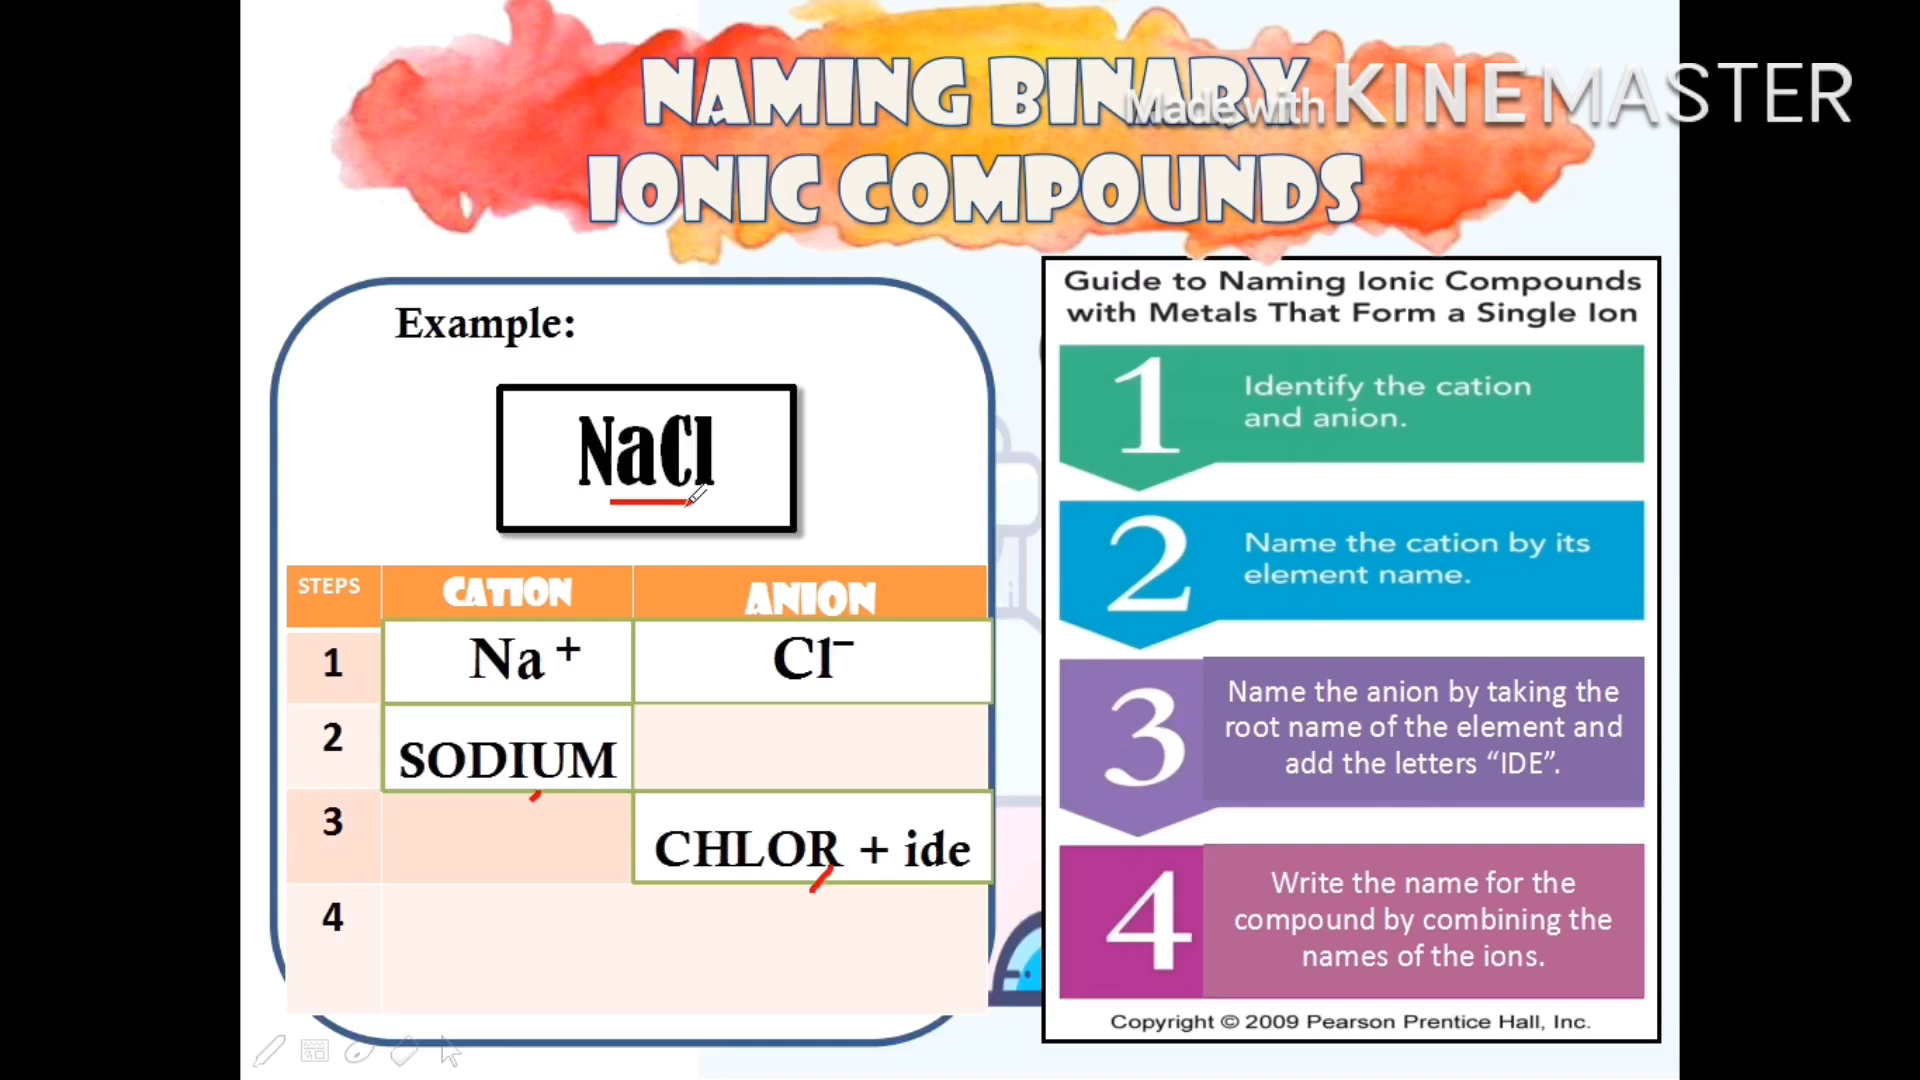 NAMING BINARY
IONIC COMPOUNDS
Made with KINEMASTER
Example:
NaCl
STEPS CATION ANION
1 Na+ Cl−
2 SODIUM
3 CHLOR + ide
4
Guide to Naming Ionic Compounds
with Metals That Form a Single Ion
1 Identify the cation
and anion.
2 Name the cation by its
element name.
3 Name the anion by taking the
root name of the element and
add the letters “IDE”.
4 Write the name for the
compound by combining the
names of the ions.
Copyright © 2009 Pearson Prentice Hall, Inc.